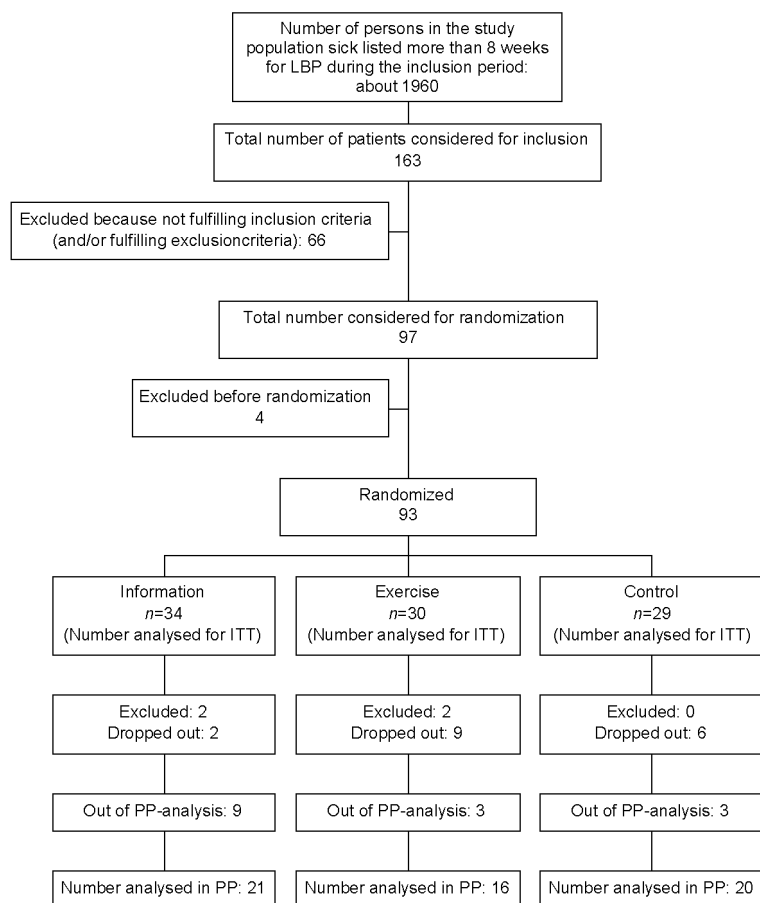 Number of persons in the study
population sick listed more than 8 weeks
for LBP during the inclusion period:
about 1960
Total number of patients considered for inclusion
163
Excluded because not fulfilling inclusion criteria
(and/or fulfilling exclusioncriteria): 66
Total number considered for randomization
97
Excluded before randomization
4
Randomized
93
Information
n=34
(Number analysed for ITT)
Exercise
n=30
(Number analysed for ITT)
Control
n=29
(Number analysed for ITT)
Excluded: 2
Dropped out: 2
Excluded: 2
Dropped out: 9
Excluded: 0
Dropped out: 6
Out of PP-analysis: 9
Out of PP-analysis: 3
Out of PP-analysis: 3
Number analysed in PP: 21
Number analysed in PP: 16
Number analysed in PP: 20